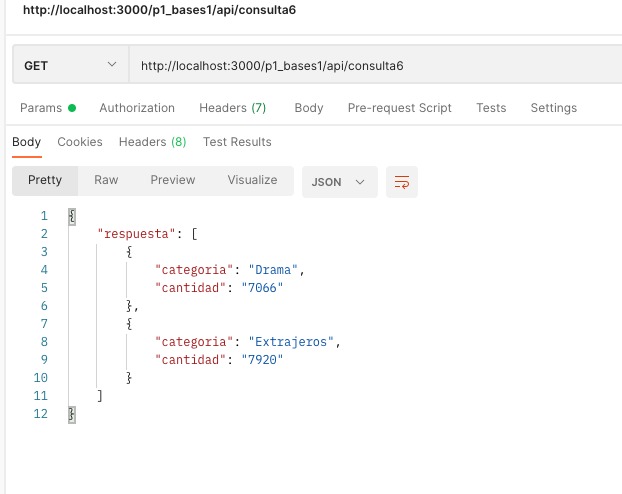 http://localhost:3000/p1_bases1/api/consulta6
GET http://localhost:3000/p1_bases1/api/consulta6
Params Authorization Headers (7) Body Pre-request Script Tests Settings
Body Cookies Headers (8) Test Results
Pretty Raw Preview Visualize JSON
1 {
2 "respuesta": [
3 {
4 "categoria": "Drama",
5 "cantidad": "7066"
6 },
7 {
8 "categoria": "Extrajeros",
9 "cantidad": "7920"
10 }
11 ]
12 }